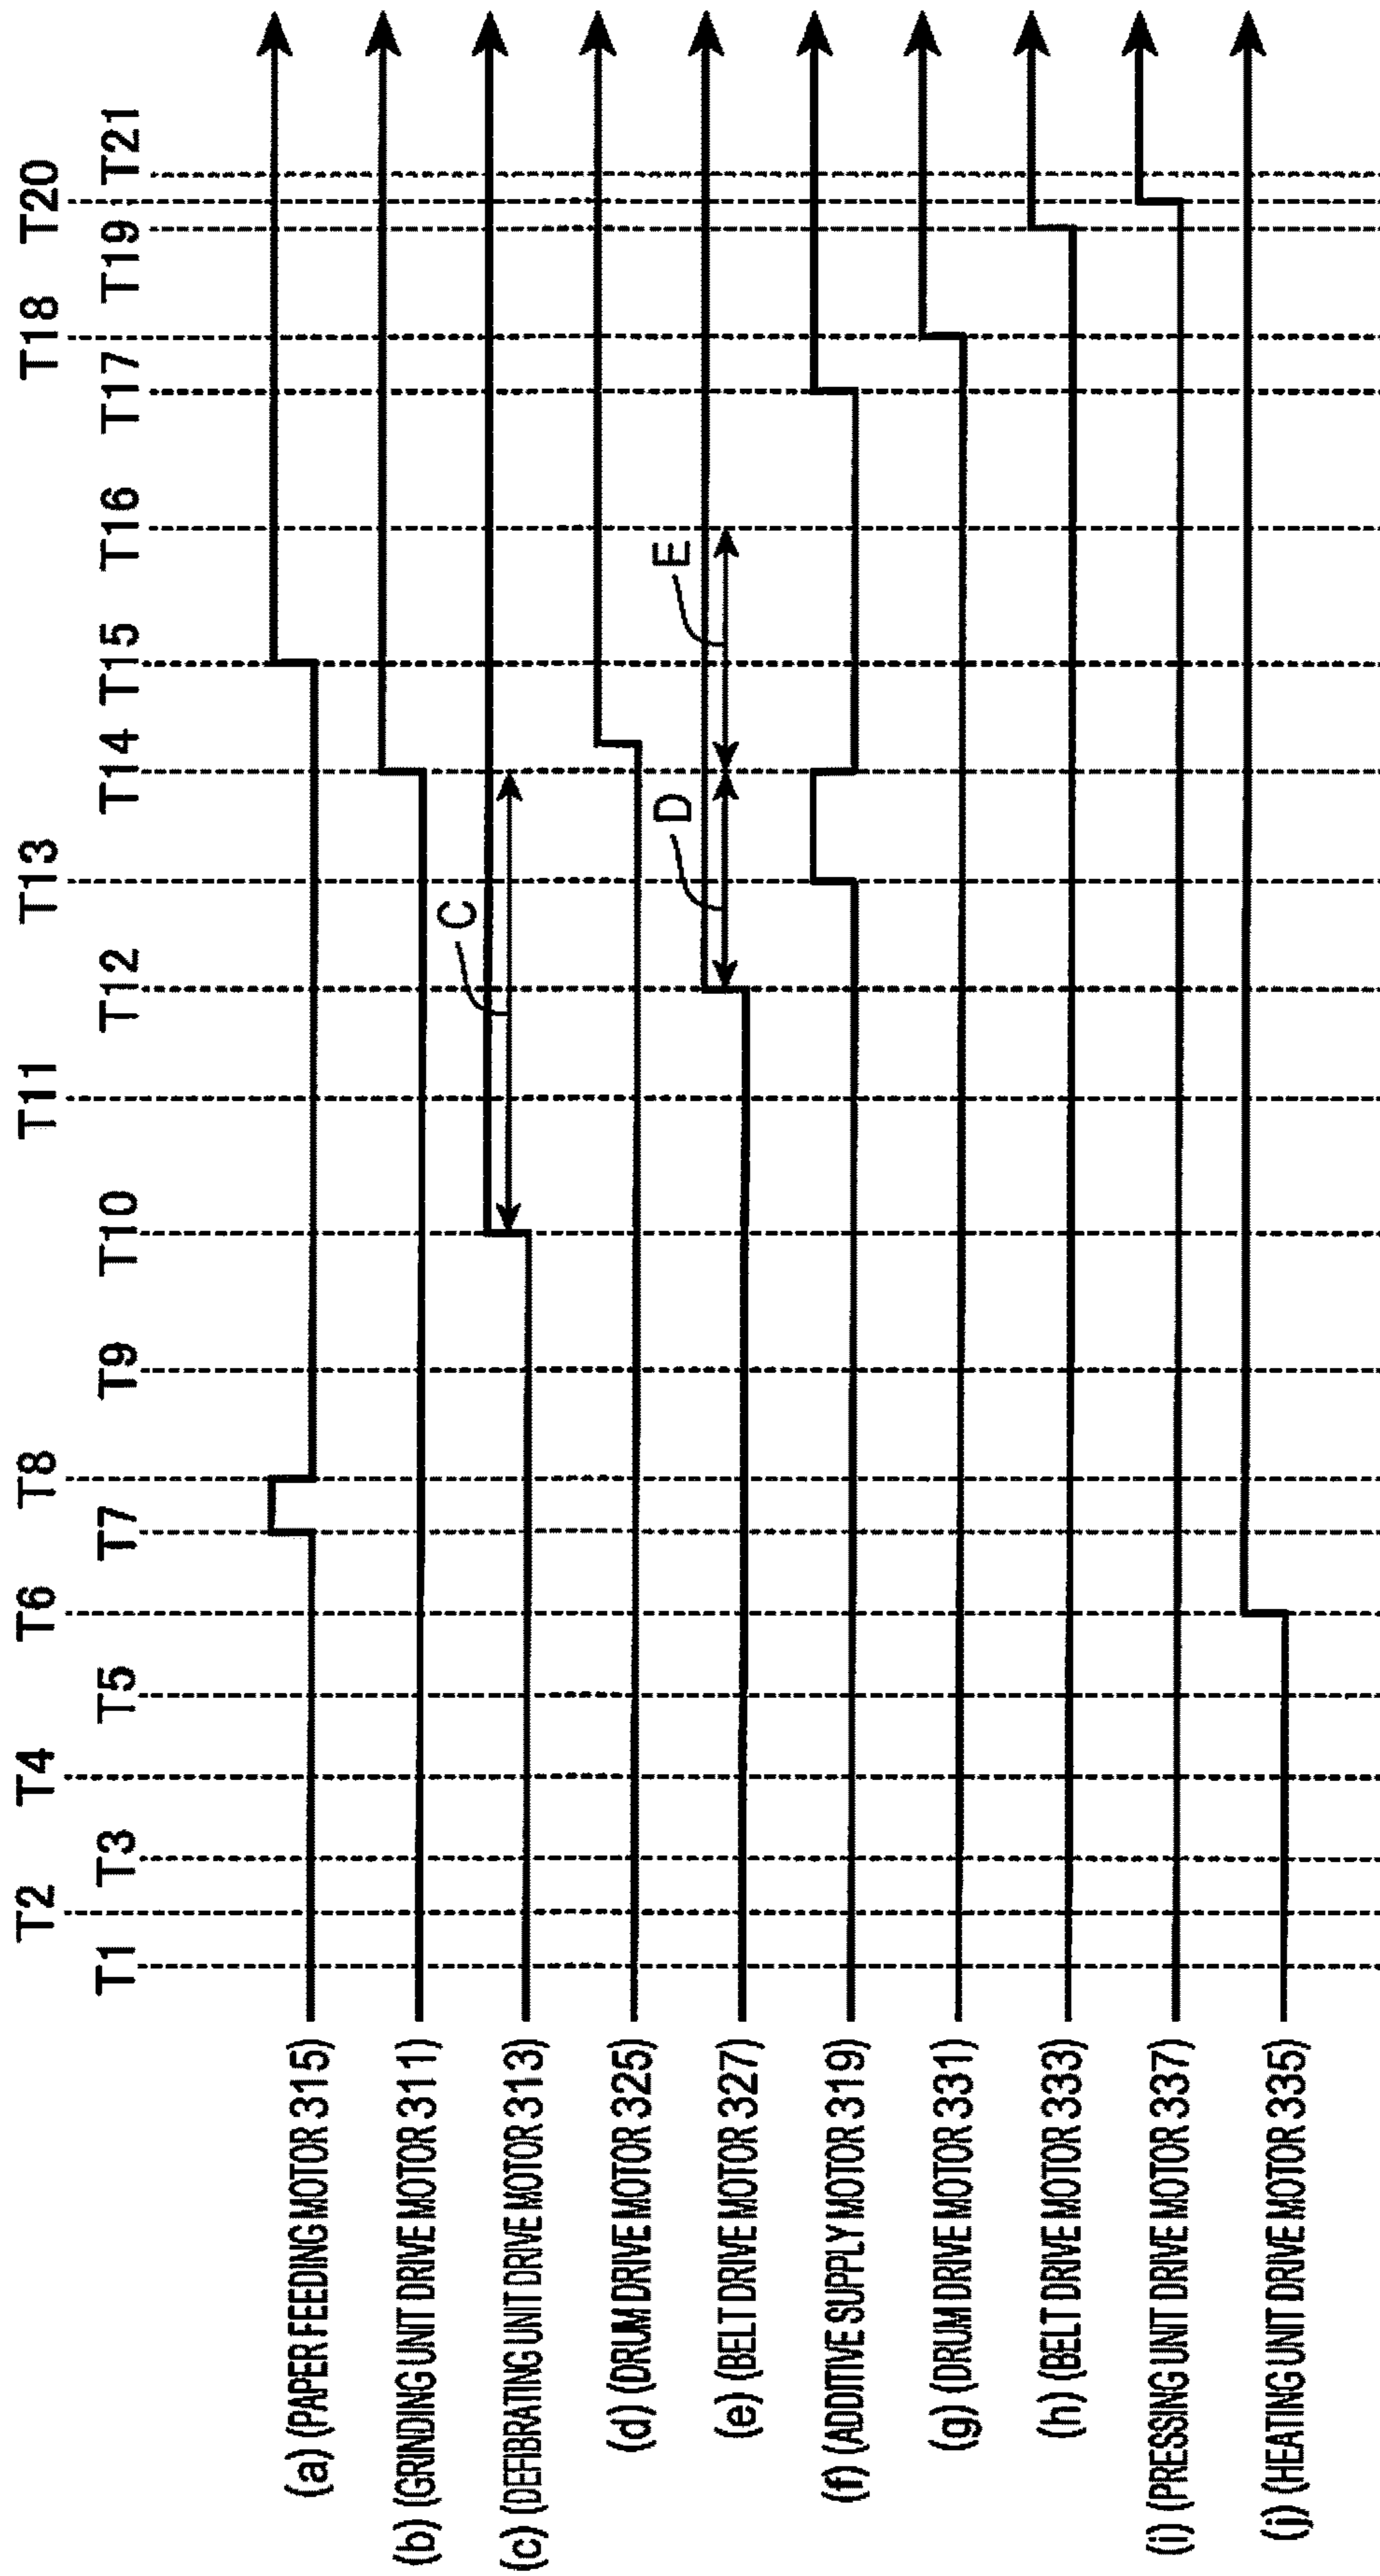 T2 T4 T6 T8 T11 T13 T18 T20
T1 T3 T5 T7 T9 T10 T12 T14 T15 T16 T17 T19 T21
(a) (PAPER FEEDING MOTOR 315)
(b) (GRINDING UNIT DRIVE MOTOR 311)
(c) (DEFIBRATING UNIT DRIVE MOTOR 313)
C
(d) (DRUM DRIVE MOTOR 325)
D E
(e) (BELT DRIVE MOTOR 327)
(f) (ADDITIVE SUPPLY MOTOR 319)
(g) (DRUM DRIVE MOTOR 331)
(h) (BELT DRIVE MOTOR 333)
(i) (PRESSING UNIT DRIVE MOTOR 337)
(j) (HEATING UNIT DRIVE MOTOR 335)